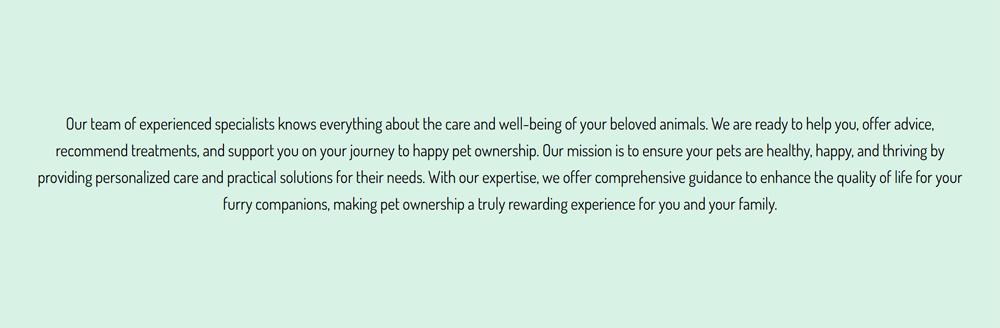 Our team of experienced specialists knows everything about the care and well-being of your beloved animals. We are ready to help you, offer advice,
recommend treatments, and support you on your journey to happy pet ownership. Our mission is to ensure your pets are healthy, happy, and thriving by
providing personalized care and practical solutions for their needs. With our expertise, we offer comprehensive guidance to enhance the quality of life for your
furry companions, making pet ownership a truly rewarding experience for you and your family.